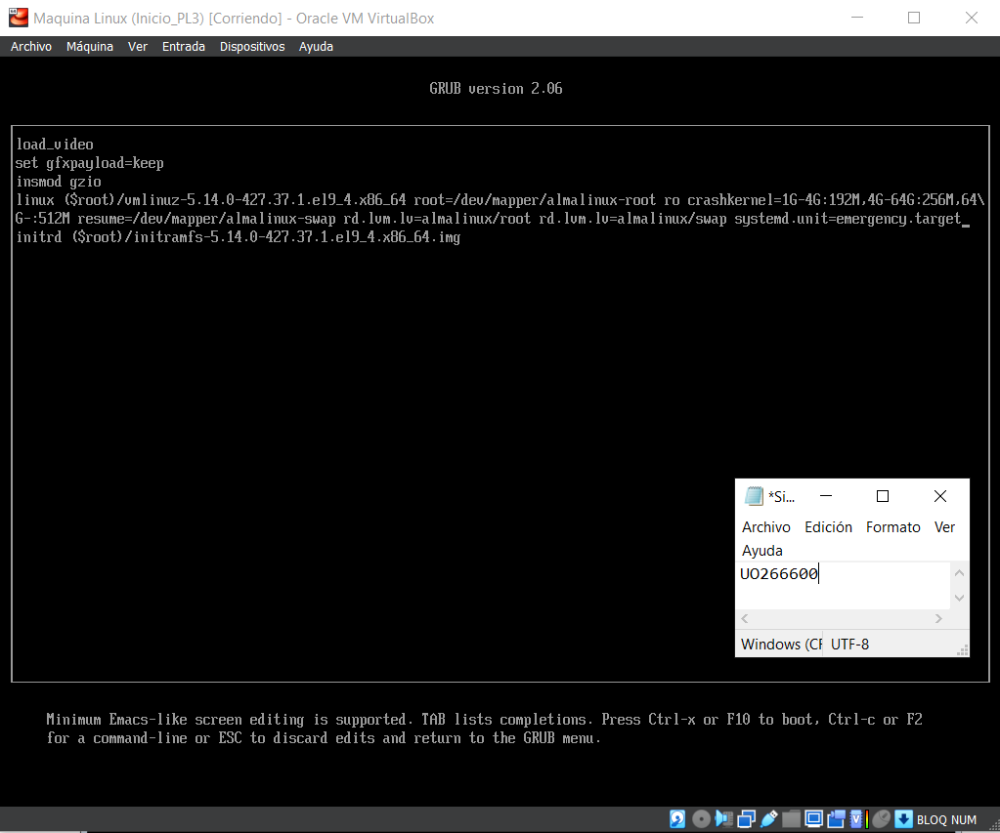 Maquina Linux (Inicio_PL3) [Corriendo] - Oracle VM VirtualBox
Archivo Máquina Ver Entrada Dispositivos Ayuda
GRUB version 2.06
load_video
set gfxpayload=keep
insmod gzio
linux ($root)/vmlinuz-5.14.0-427.37.1.el9_4.x86_64 root=/dev/mapper/almalinux-root ro crashkernel=1G-4G:192M,4G-64G:256M,64\
G-:512M resume=/dev/mapper/almalinux-swap rd.lvm.lv=almalinux/root rd.lvm.lv=almalinux/swap systemd.unit=emergency.target_
initrd ($root)/initramfs-5.14.0-427.37.1.el9_4.x86_64.img
*Si...
Archivo Edición Formato Ver
Ayuda
UO266600
Windows (CF UTF-8
Minimum Emacs-like screen editing is supported. TAB lists completions. Press Ctrl-x or F10 to boot, Ctrl-c or F2
for a command-line or ESC to discard edits and return to the GRUB menu.
BLOQ NUM